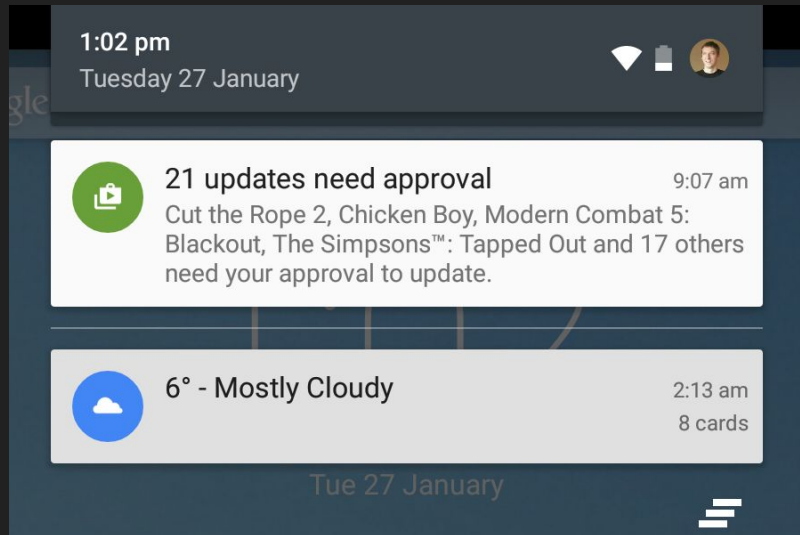 1:02 pm
Tuesday 27 January
gle
21 updates need approval
9:07 am
Cut the Rope 2, Chicken Boy, Modern Combat 5:
Blackout, The Simpsons™: Tapped Out and 17 others
need your approval to update.
6° - Mostly Cloudy
2:13 am
8 cards
Tue 27 January